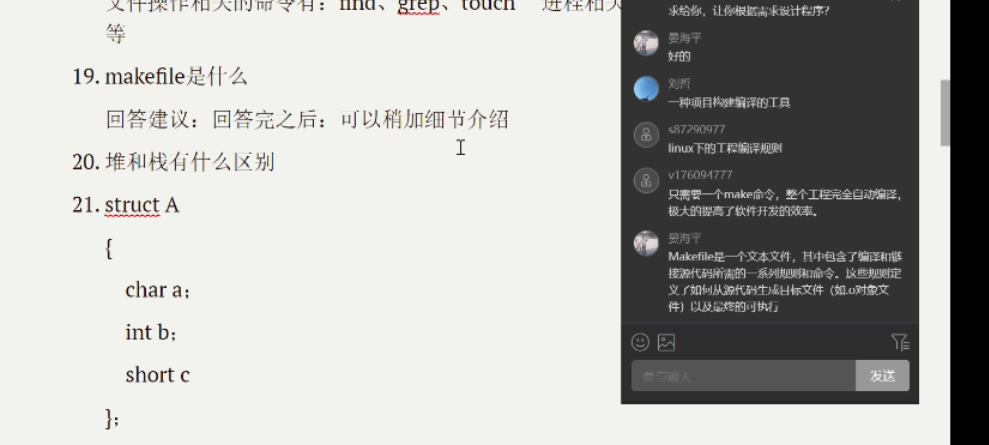 文件操作相关的命令有：find、grep、touch  进程相关
等
19. makefile是什么
回答建议：回答完之后：可以稍加细节介绍
20. 堆和栈有什么区别
21. struct A
{
char a；
int b；
short c
}；
求给你，让你根据需求设计程序？
晏海平
好的
刘哲
一种项目构建编译的工具
s87290977
linux下的工程编译规则
v176094777
只需要一个make命令，整个工程完全自动编译，
极大的提高了软件开发的效率。
晏海平
Makefile是一个文本文件，其中包含了编译和链
接源代码所需的一系列规则和命令。这些规则定
义了如何从源代码生成目标文件（如.o对象文
件）以及最终的可执行
参与聊天
发送